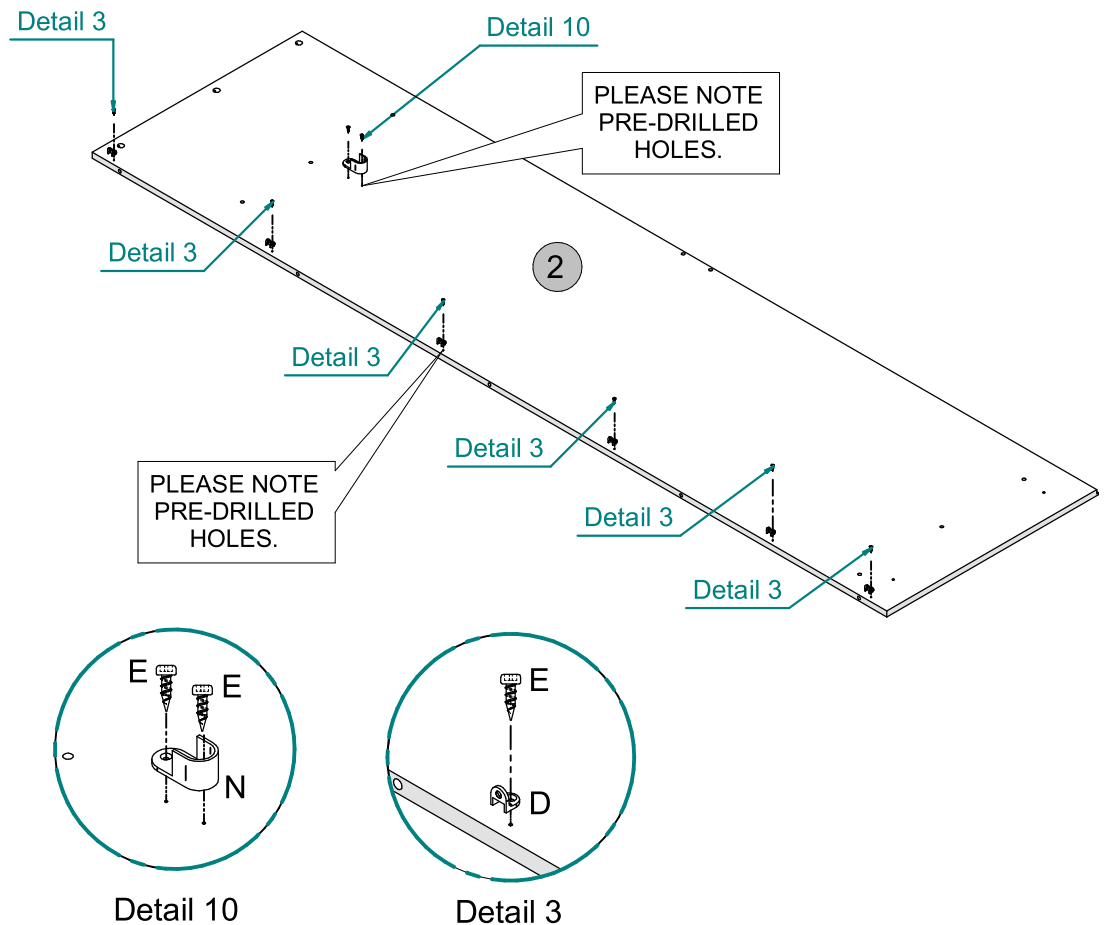 Detail 3
Detail 10
PLEASE NOTE
PRE-DRILLED
HOLES.
Detail 3
2
Detail 3
Detail 3
PLEASE NOTE
PRE-DRILLED
HOLES.
Detail 3
Detail 3
E
E
N
Detail 10
E
D
Detail 3